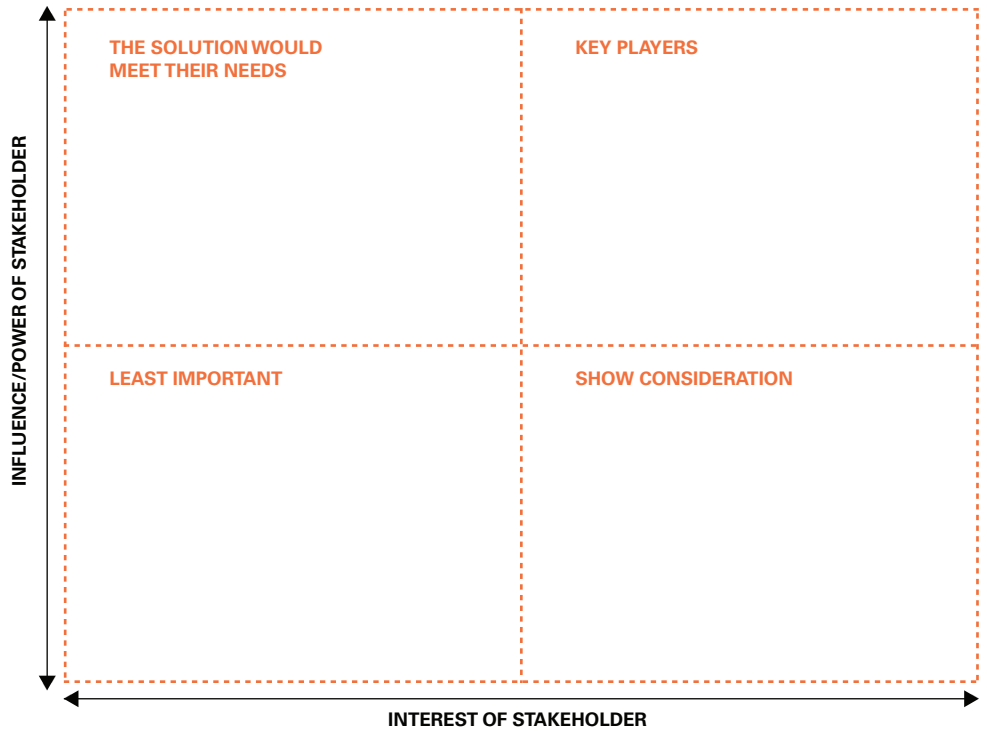 THE SOLUTION WOULD
MEET THEIR NEEDS
KEY PLAYERS
INFLUENCE/POWER OF STAKEHOLDER
LEAST IMPORTANT
SHOW CONSIDERATION
INTEREST OF STAKEHOLDER